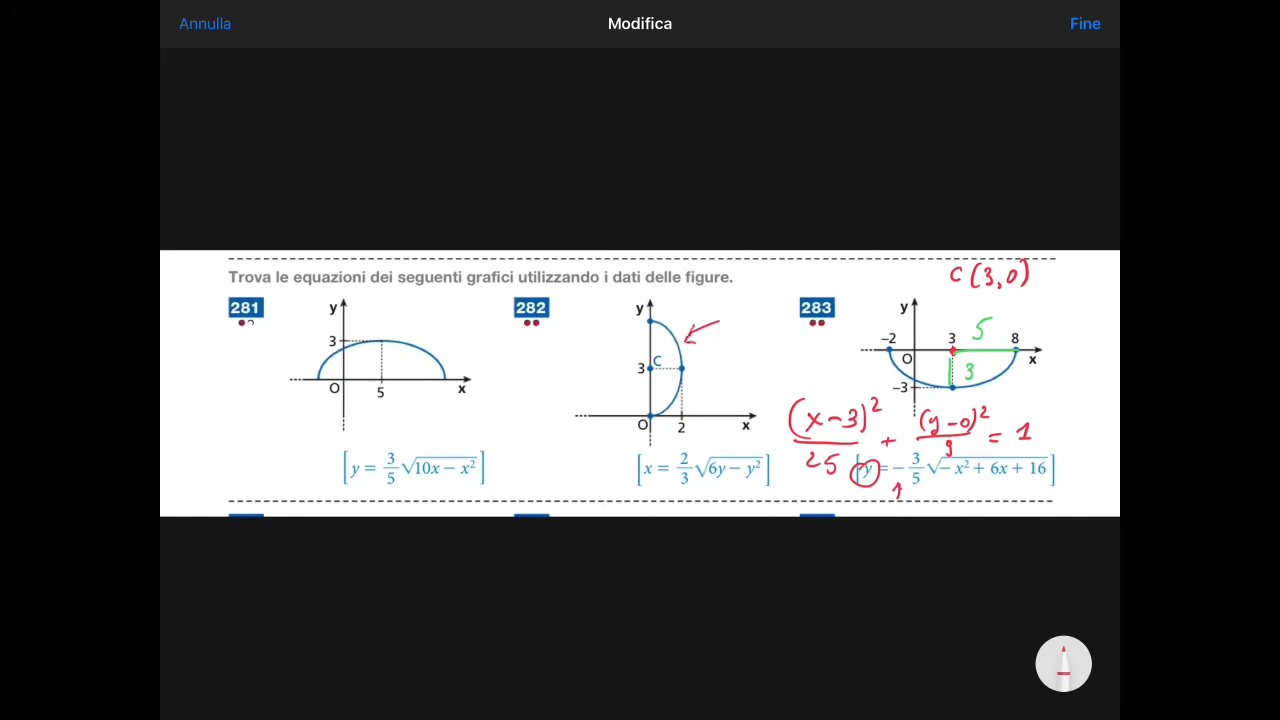 Annulla Modifica Fine
Trova le equazioni dei seguenti grafici utilizzando i dati delle figure.
C (3,0)
281 282 283
y 3 O 5 x
y 3 C O 2 x
y -2 O 3 8 x -3 5 3
(x-3)²/25 + (y-0)²/9 = 1
[y = 3/5 √10x - x²]
[x = 2/3 √6y - y²]
[y = - 3/5 √-x² + 6x + 16]